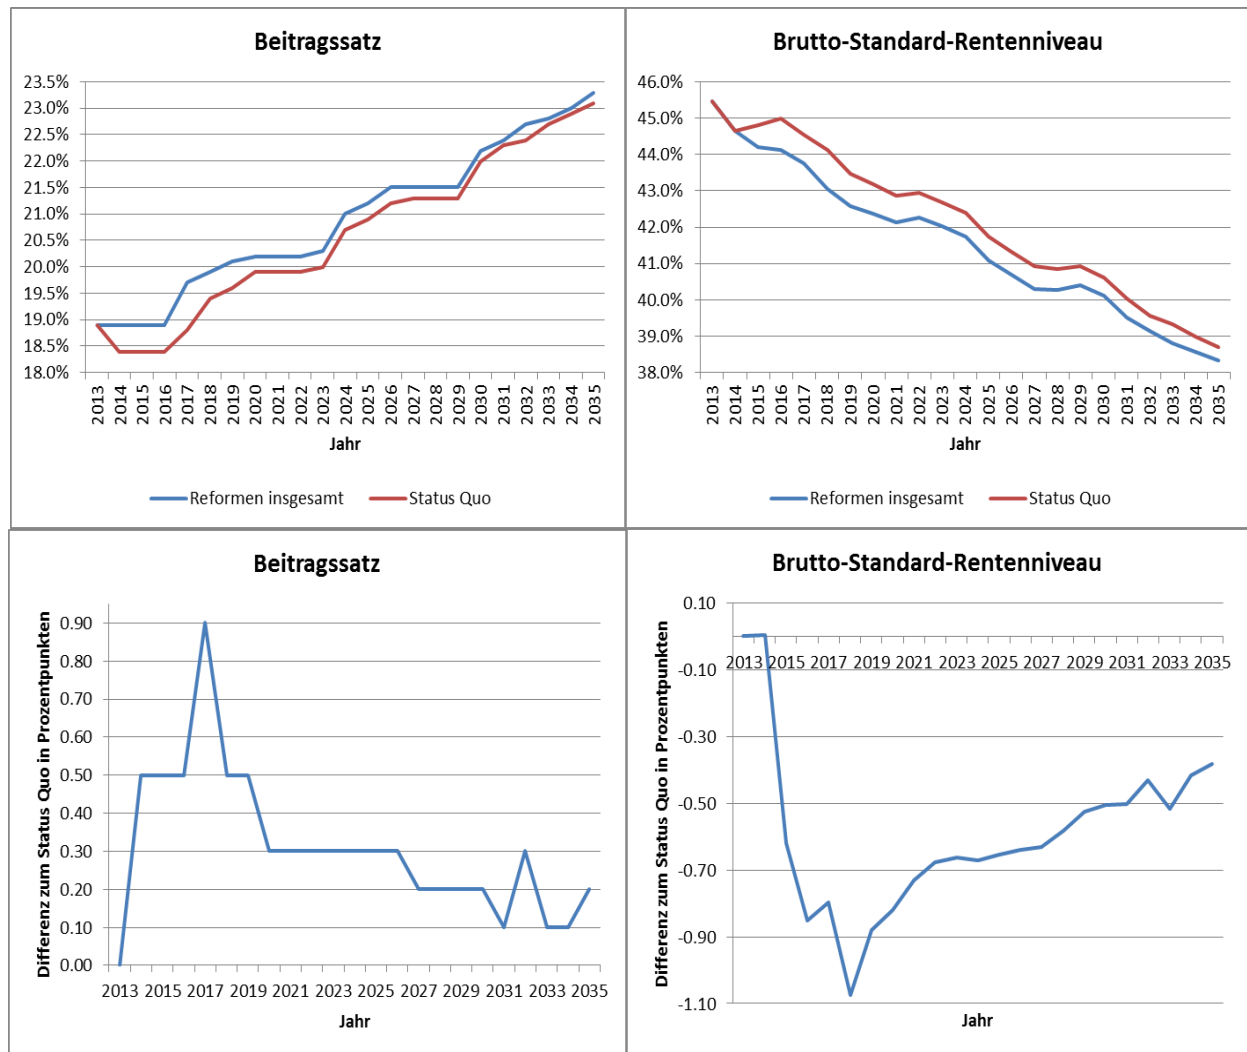 Beitragssatz
23.5%
23.0%
22.5%
22.0%
21.5%
21.0%
20.5%
20.0%
19.5%
19.0%
18.5%
18.0%
2013 2014 2015 2016 2017 2018 2019 2020 2021 2022 2023 2024 2025 2026 2027 2028 2029 2030 2031 2032 2033 2034 2035
Jahr
Reformen insgesamt Status Quo
Brutto-Standard-Rentenniveau
46.0%
45.0%
44.0%
43.0%
42.0%
41.0%
40.0%
39.0%
38.0%
2013 2014 2015 2016 2017 2018 2019 2020 2021 2022 2023 2024 2025 2026 2027 2028 2029 2030 2031 2032 2033 2034 2035
Jahr
Reformen insgesamt Status Quo
Beitragssatz
Differenz zum Status Quo in Prozentpunkten
0.90
0.80
0.70
0.60
0.50
0.40
0.30
0.20
0.10
0.00
2013 2015 2017 2019 2021 2023 2025 2027 2029 2031 2033 2035
Jahr
Brutto-Standard-Rentenniveau
Differenz zum Status Quo in Prozentpunkten
0.10
2013 2015 2017 2019 2021 2023 2025 2027 2029 2031 2033 2035
-0.10
-0.30
-0.50
-0.70
-0.90
-1.10
Jahr